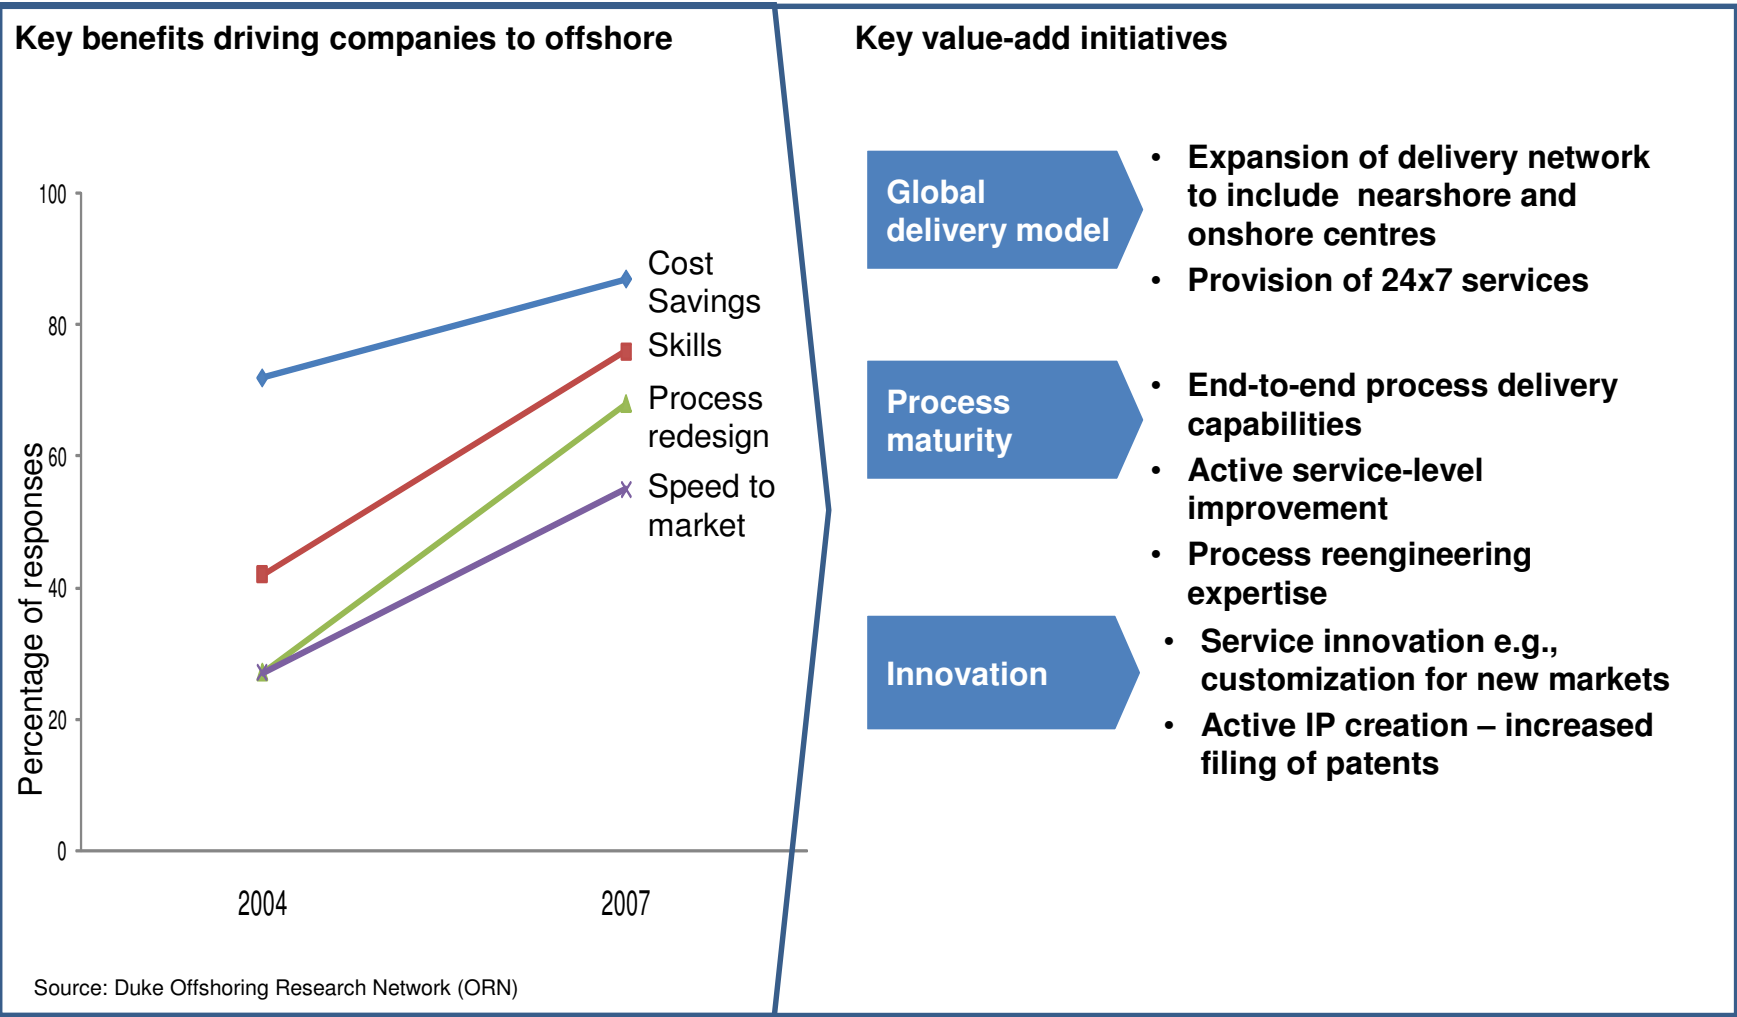 Key benefits driving companies to offshore
100
80
60
40
20
0
Percentage of responses
Cost
Savings
Skills
Process
redesign
Speed to
market
2004
2007
Source: Duke Offshoring Research Network (ORN)
Key value-add initiatives
Global
delivery model
• Expansion of delivery network
to include nearshore and
onshore centres
• Provision of 24x7 services
Process
maturity
• End-to-end process delivery
capabilities
• Active service-level
improvement
• Process reengineering
expertise
Innovation
• Service innovation e.g.,
customization for new markets
• Active IP creation – increased
filing of patents